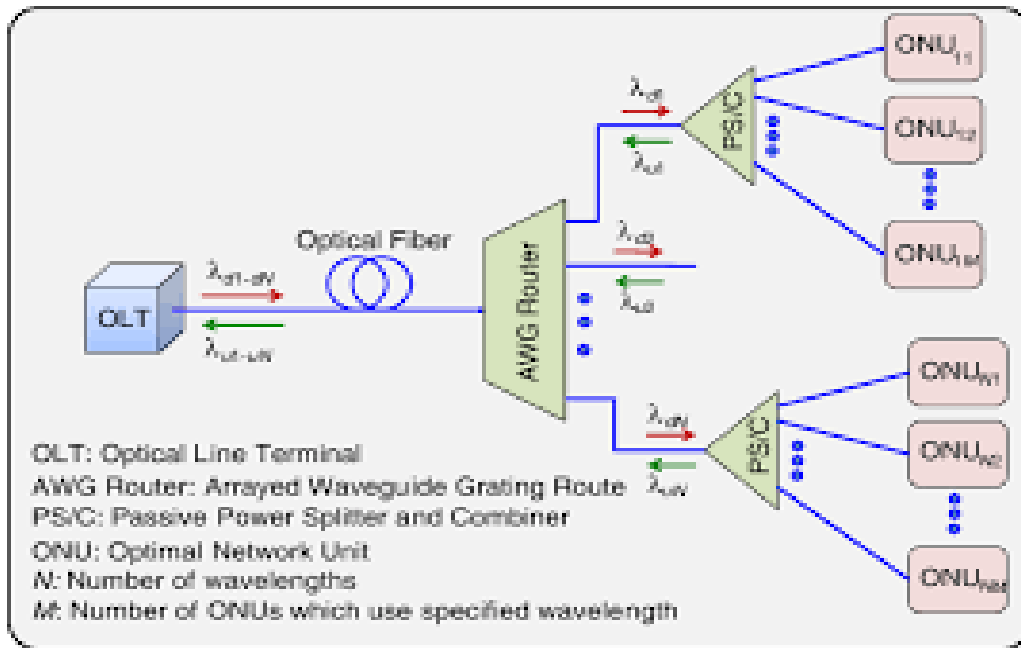 ONU11
PS/C
λd1
ONU12
λu1
ONU1M
Optical Fiber
AWG Router
λd1-dN
OLT
λu1-uN
ONUN1
λdN
PS/C
ONUN2
λuN
ONUNM
OLT: Optical Line Terminal
AWG Router: Arrayed Waveguide Grating Route
PS/C: Passive Power Splitter and Combiner
ONU: Optimal Network Unit
N: Number of wavelengths
M: Number of ONUs which use specified wavelength